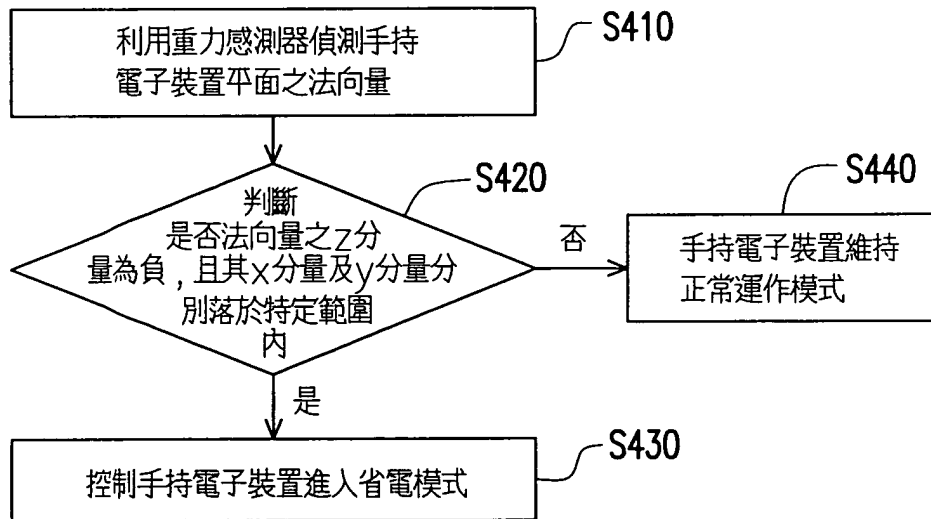 利用重力感測器偵測手持
電子裝置平面之法向量
S410
判斷
是否法向量之z分
量為負，且其x分量及y分量分
別落於特定範圍
內
S420
否
手持電子裝置維持
正常運作模式
S440
是
控制手持電子裝置進入省電模式
S430